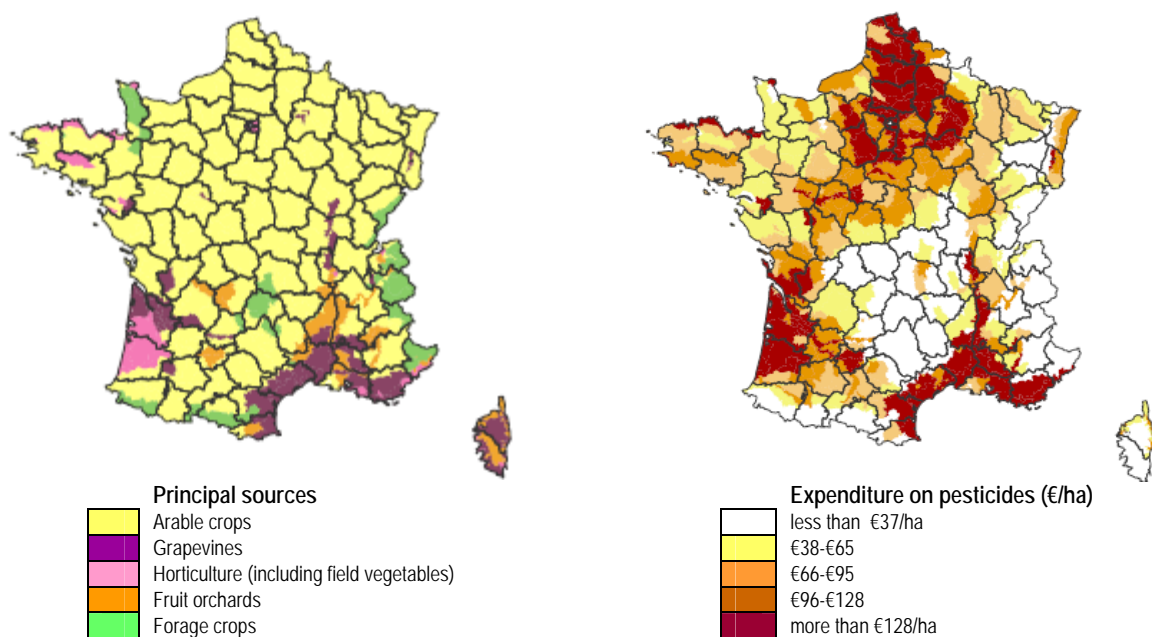 Principal sources
Arable crops
Grapevines
Horticulture (including field vegetables)
Fruit orchards
Forage crops
Expenditure on pesticides (€/ha)
less than €37/ha
€38-€65
€66-€95
€96-€128
more than €128/ha